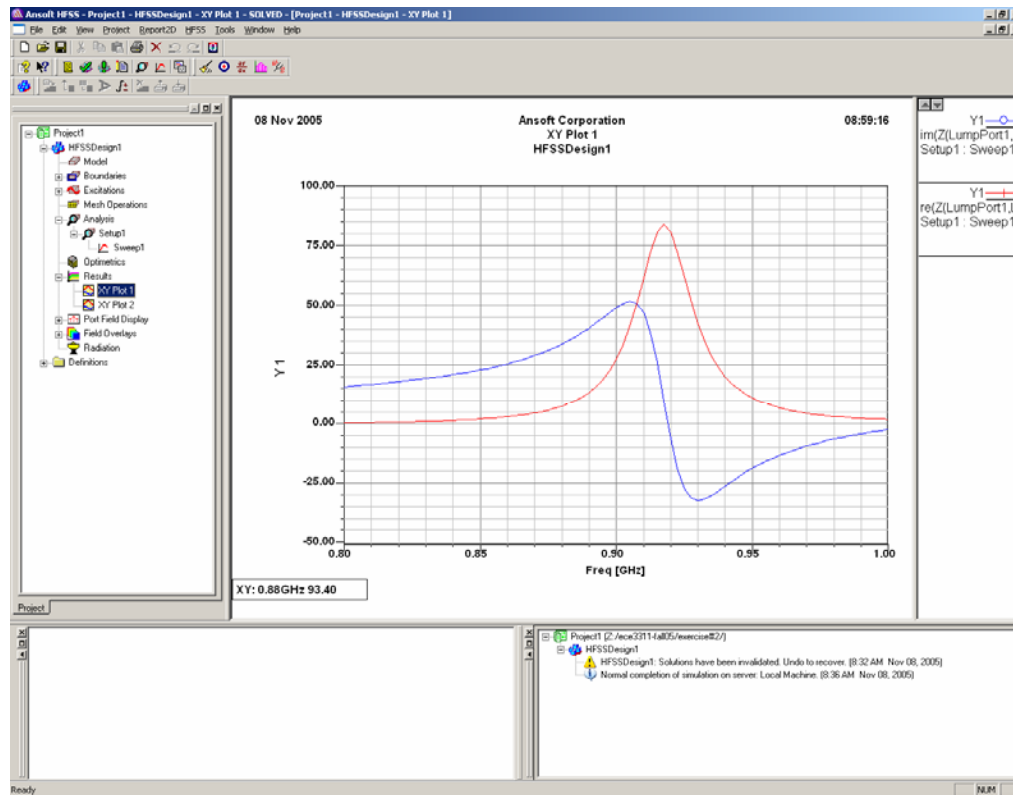 Ansoft HFSS - Project1 - HFSSDesign1 - XY Plot 1 - SOLVED - [Project1 - HFSSDesign1 - XY Plot 1]
File Edit View Project Report2D HFSS Tools Window Help
Project1
HFSSDesign1
Model
Boundaries
Excitations
Mesh Operations
Analysis
Setup1
Sweep1
Optimetrics
Results
XY Plot 1
XY Plot 2
Port Field Display
Field Overlays
Radiation
Definitions
Project
08 Nov 2005
Ansoft Corporation
XY Plot 1
HFSSDesign1
08:59:16
100.00
75.00
50.00
25.00
0.00
-25.00
-50.00
Y1
0.80 0.85 0.90 0.95 1.00
Freq [GHz]
XY: 0.88GHz 93.40
Y1
im(Z(LumpPort1,
Setup1 : Sweep1
Y1
re(Z(LumpPort1,
Setup1 : Sweep1
Project1 (Z:/ece3311-fall05/exercise#2/)
HFSSDesign1
HFSSDesign1: Solutions have been invalidated. Undo to recover. (8:32 AM Nov 08, 2005)
Normal completion of simulation on server: Local Machine. (8:36 AM Nov 08, 2005)
Ready
NUM